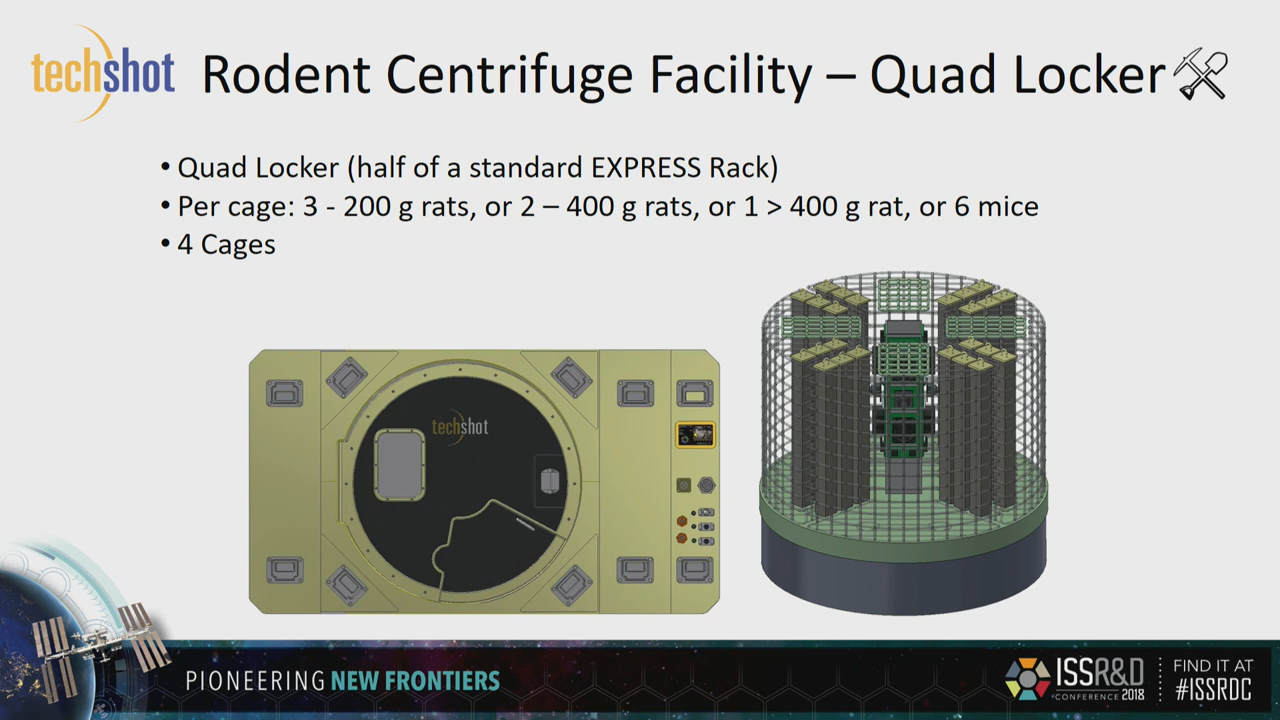 techshot
Rodent Centrifuge Facility – Quad Locker
• Quad Locker (half of a standard EXPRESS Rack)
• Per cage: 3 - 200 g rats, or 2 – 400 g rats, or 1 > 400 g rat, or 6 mice
• 4 Cages
techshot
PIONEERING NEW FRONTIERS
ISSR&D
CONFERENCE 2018
FIND IT AT
#ISSRDC